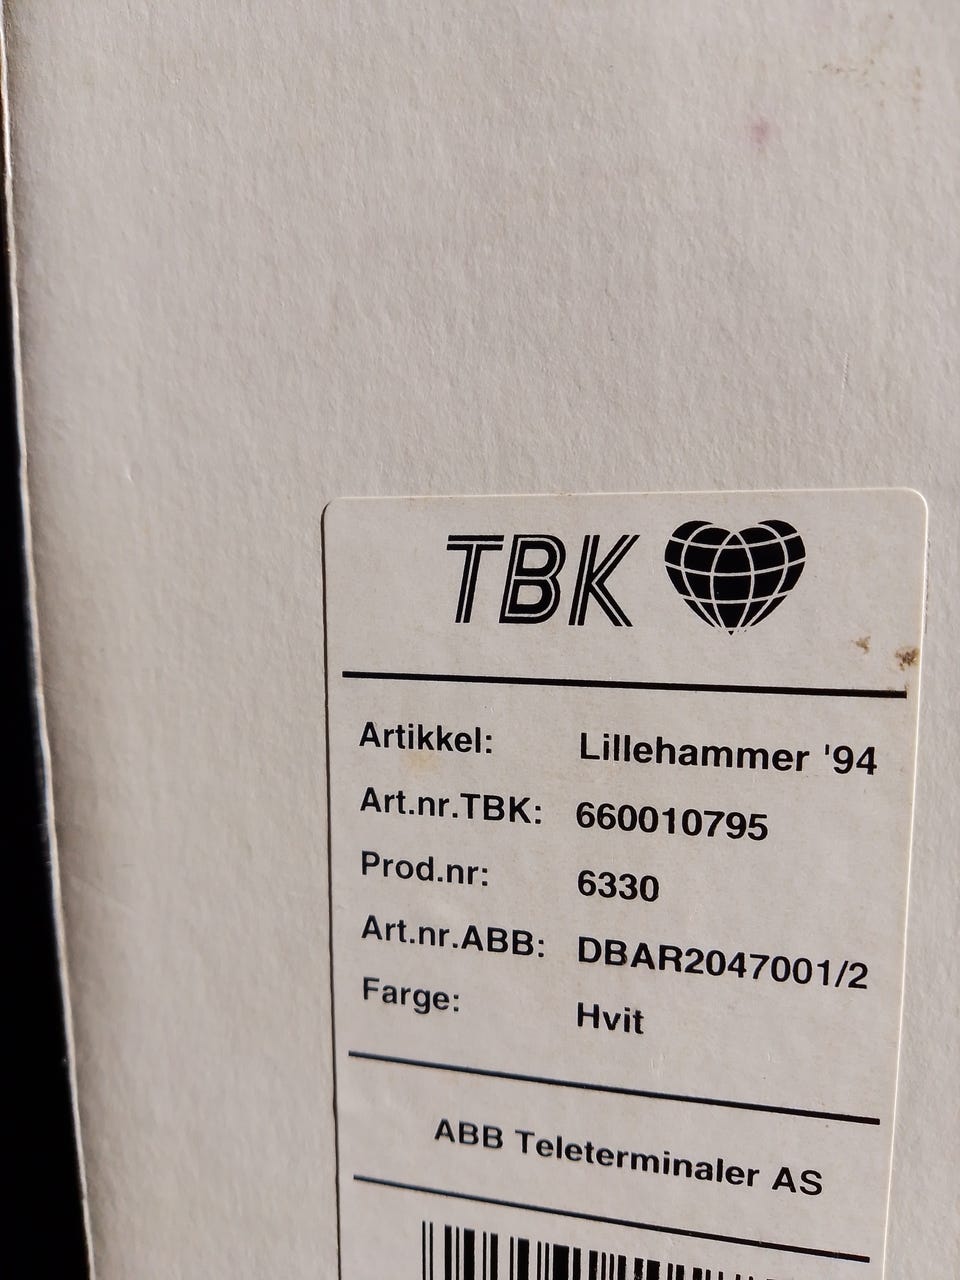 TBK
Artikkel: Lillehammer '94
Art.nr.TBK: 660010795
Prod.nr: 6330
Art.nr.ABB: DBAR2047001/2
Farge: Hvit
ABB Teleterminaler AS